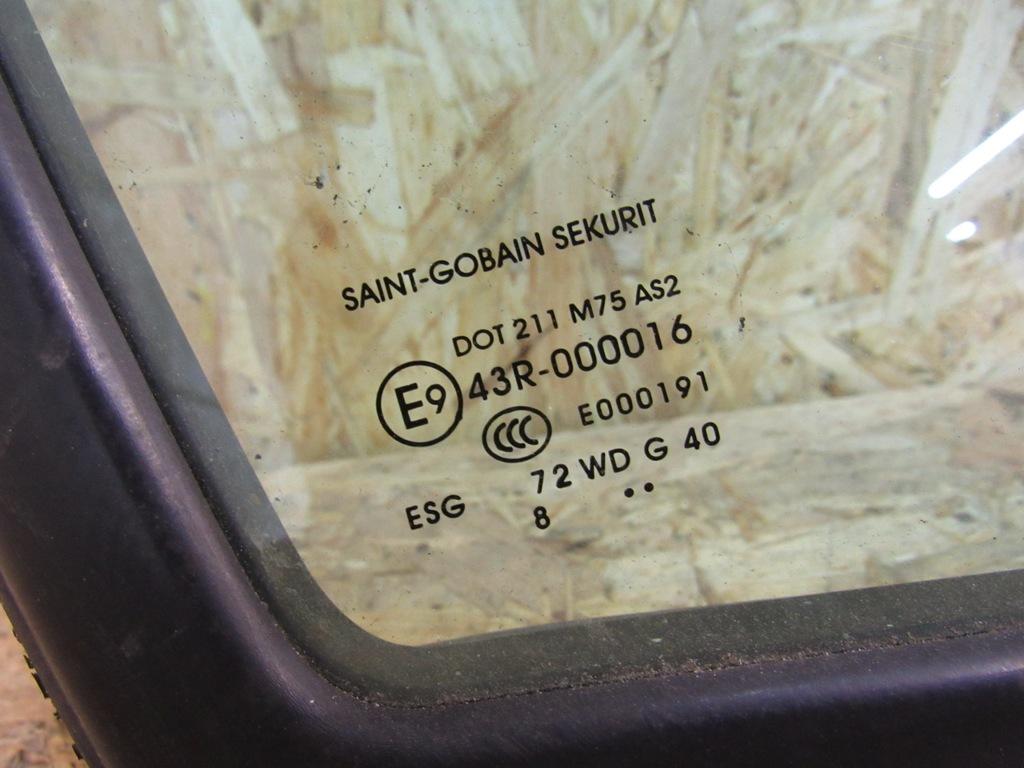 SAINT-GOBAIN SEKURIT
DOT 211 M75 AS2
E9 43R-000016
CCC E000191
72 WD G 40
ESG 8 ••